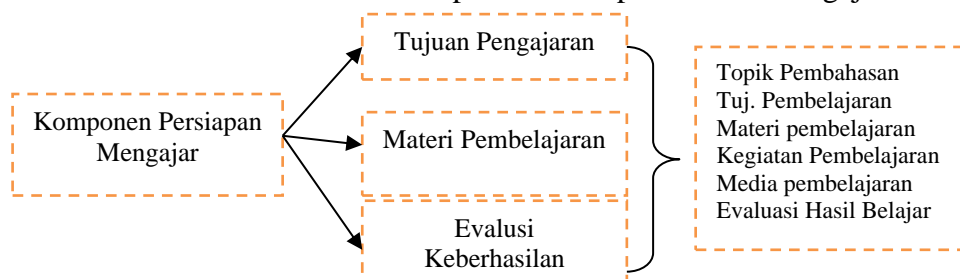 Tujuan Pengajaran
Komponen Persiapan
Mengajar
Materi Pembelajaran
Evalusi
Keberhasilan
Topik Pembahasan
Tuj. Pembelajaran
Materi pembelajaran
Kegiatan Pembelajaran
Media pembelajaran
Evaluasi Hasil Belajar